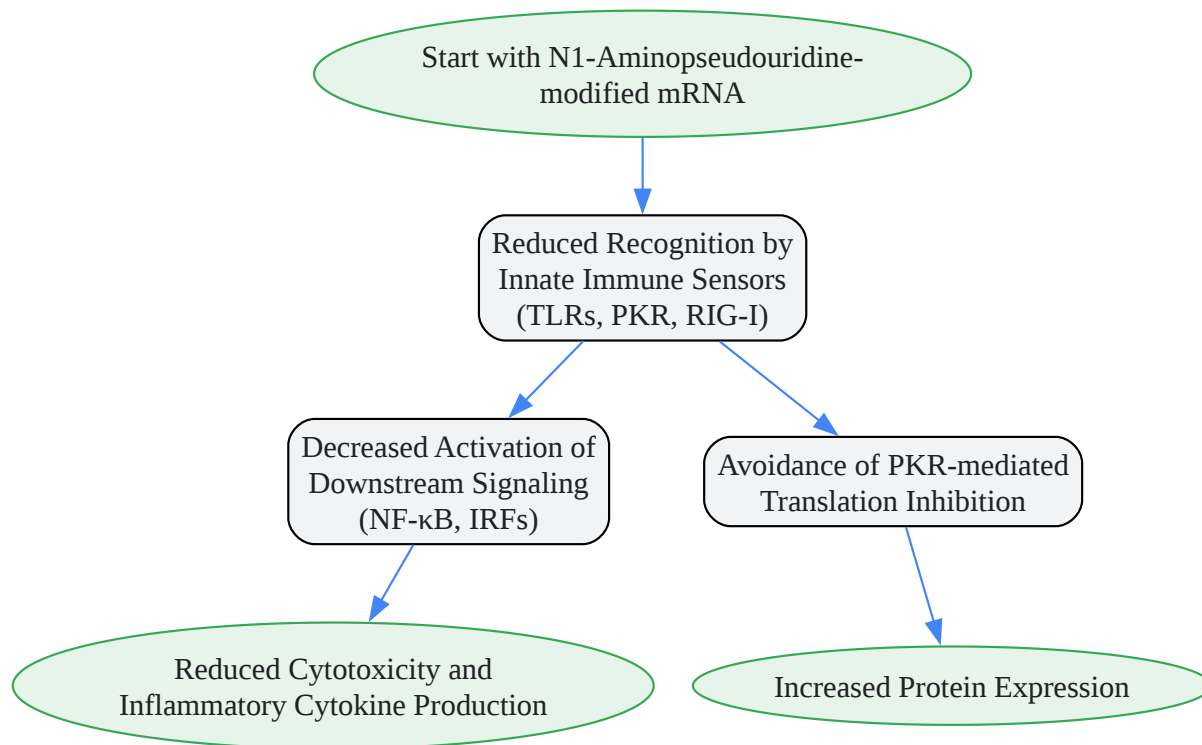 Start with N1-Aminopseudouridine-
modified mRNA
Reduced Recognition by
Innate Immune Sensors
(TLRs, PKR, RIG-I)
Decreased Activation of
Downstream Signaling
(NF-κB, IRFs)
Avoidance of PKR-mediated
Translation Inhibition
Reduced Cytotoxicity and
Inflammatory Cytokine Production
Increased Protein Expression